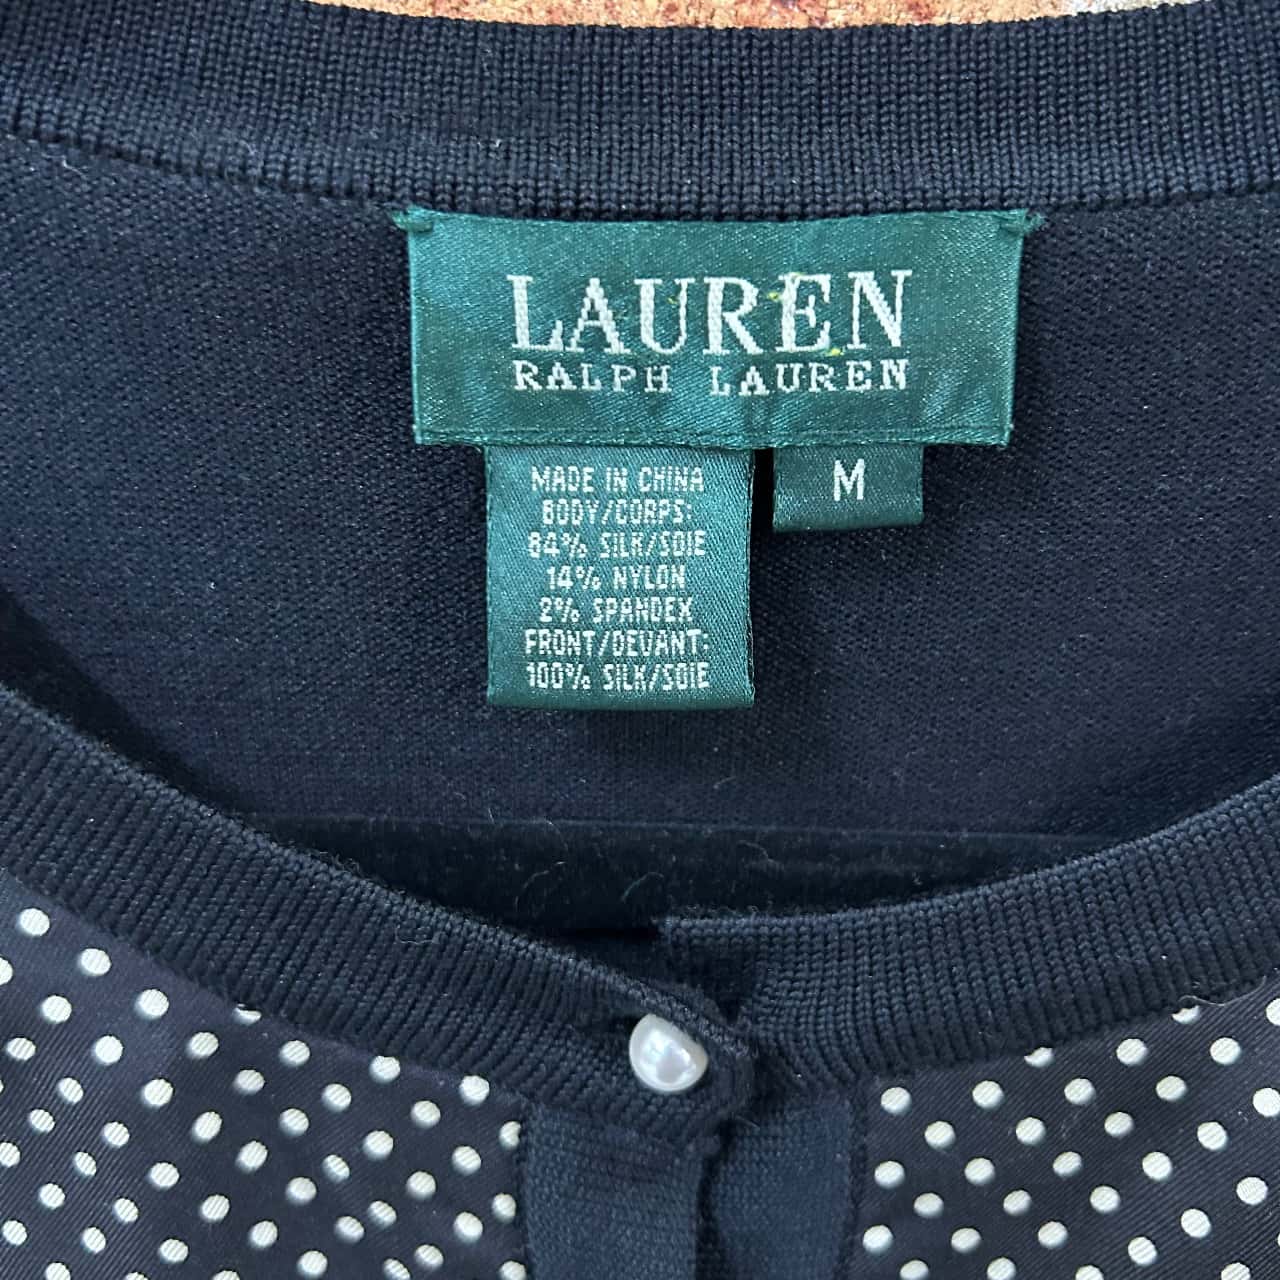 LAUREN
RALPH LAUREN
M
MADE IN CHINA
BODY/CORPS:
84% SILK/SOIE
14% NYLON
2% SPANDEX
FRONT/DEVANT:
100% SILK/SOIE